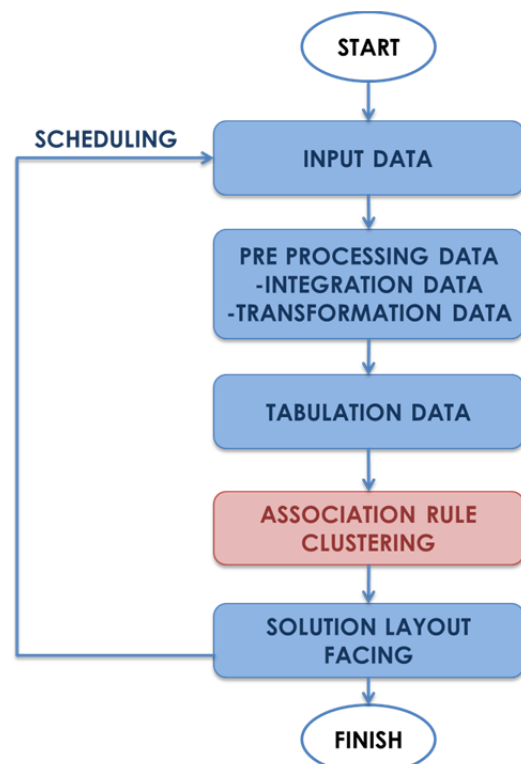 START
SCHEDULING
INPUT DATA
PRE PROCESSING DATA
-INTEGRATION DATA
-TRANSFORMATION DATA
TABULATION DATA
ASSOCIATION RULE
CLUSTERING
SOLUTION LAYOUT
FACING
FINISH